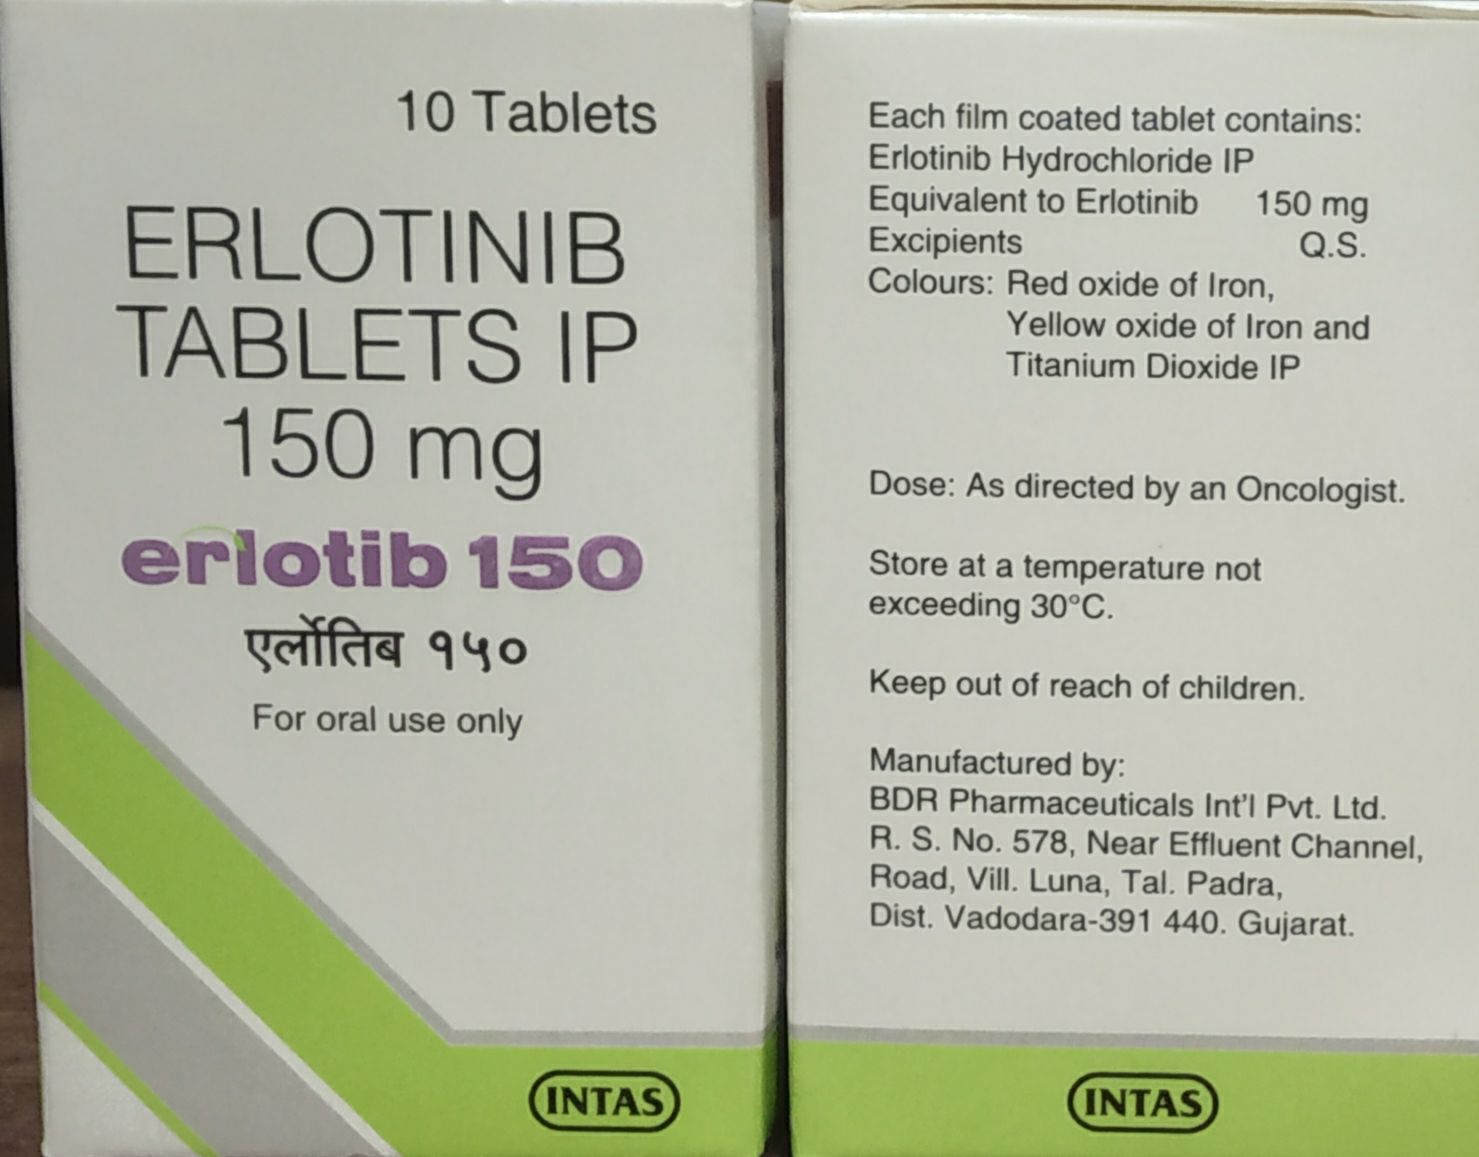 10 Tablets
ERLOTINIB
TABLETS IP
150 mg
erlotib 150
एर्लोतिब १५०
For oral use only
INTAS
Each film coated tablet contains:
Erlotinib Hydrochloride IP
Equivalent to Erlotinib 150 mg
Excipients Q.S.
Colours: Red oxide of Iron,
Yellow oxide of Iron and
Titanium Dioxide IP
Dose: As directed by an Oncologist.
Store at a temperature not
exceeding 30°C.
Keep out of reach of children.
Manufactured by:
BDR Pharmaceuticals Int'l Pvt. Ltd.
R. S. No. 578, Near Effluent Channel,
Road, Vill. Luna, Tal. Padra,
Dist. Vadodara-391 440. Gujarat.
INTAS